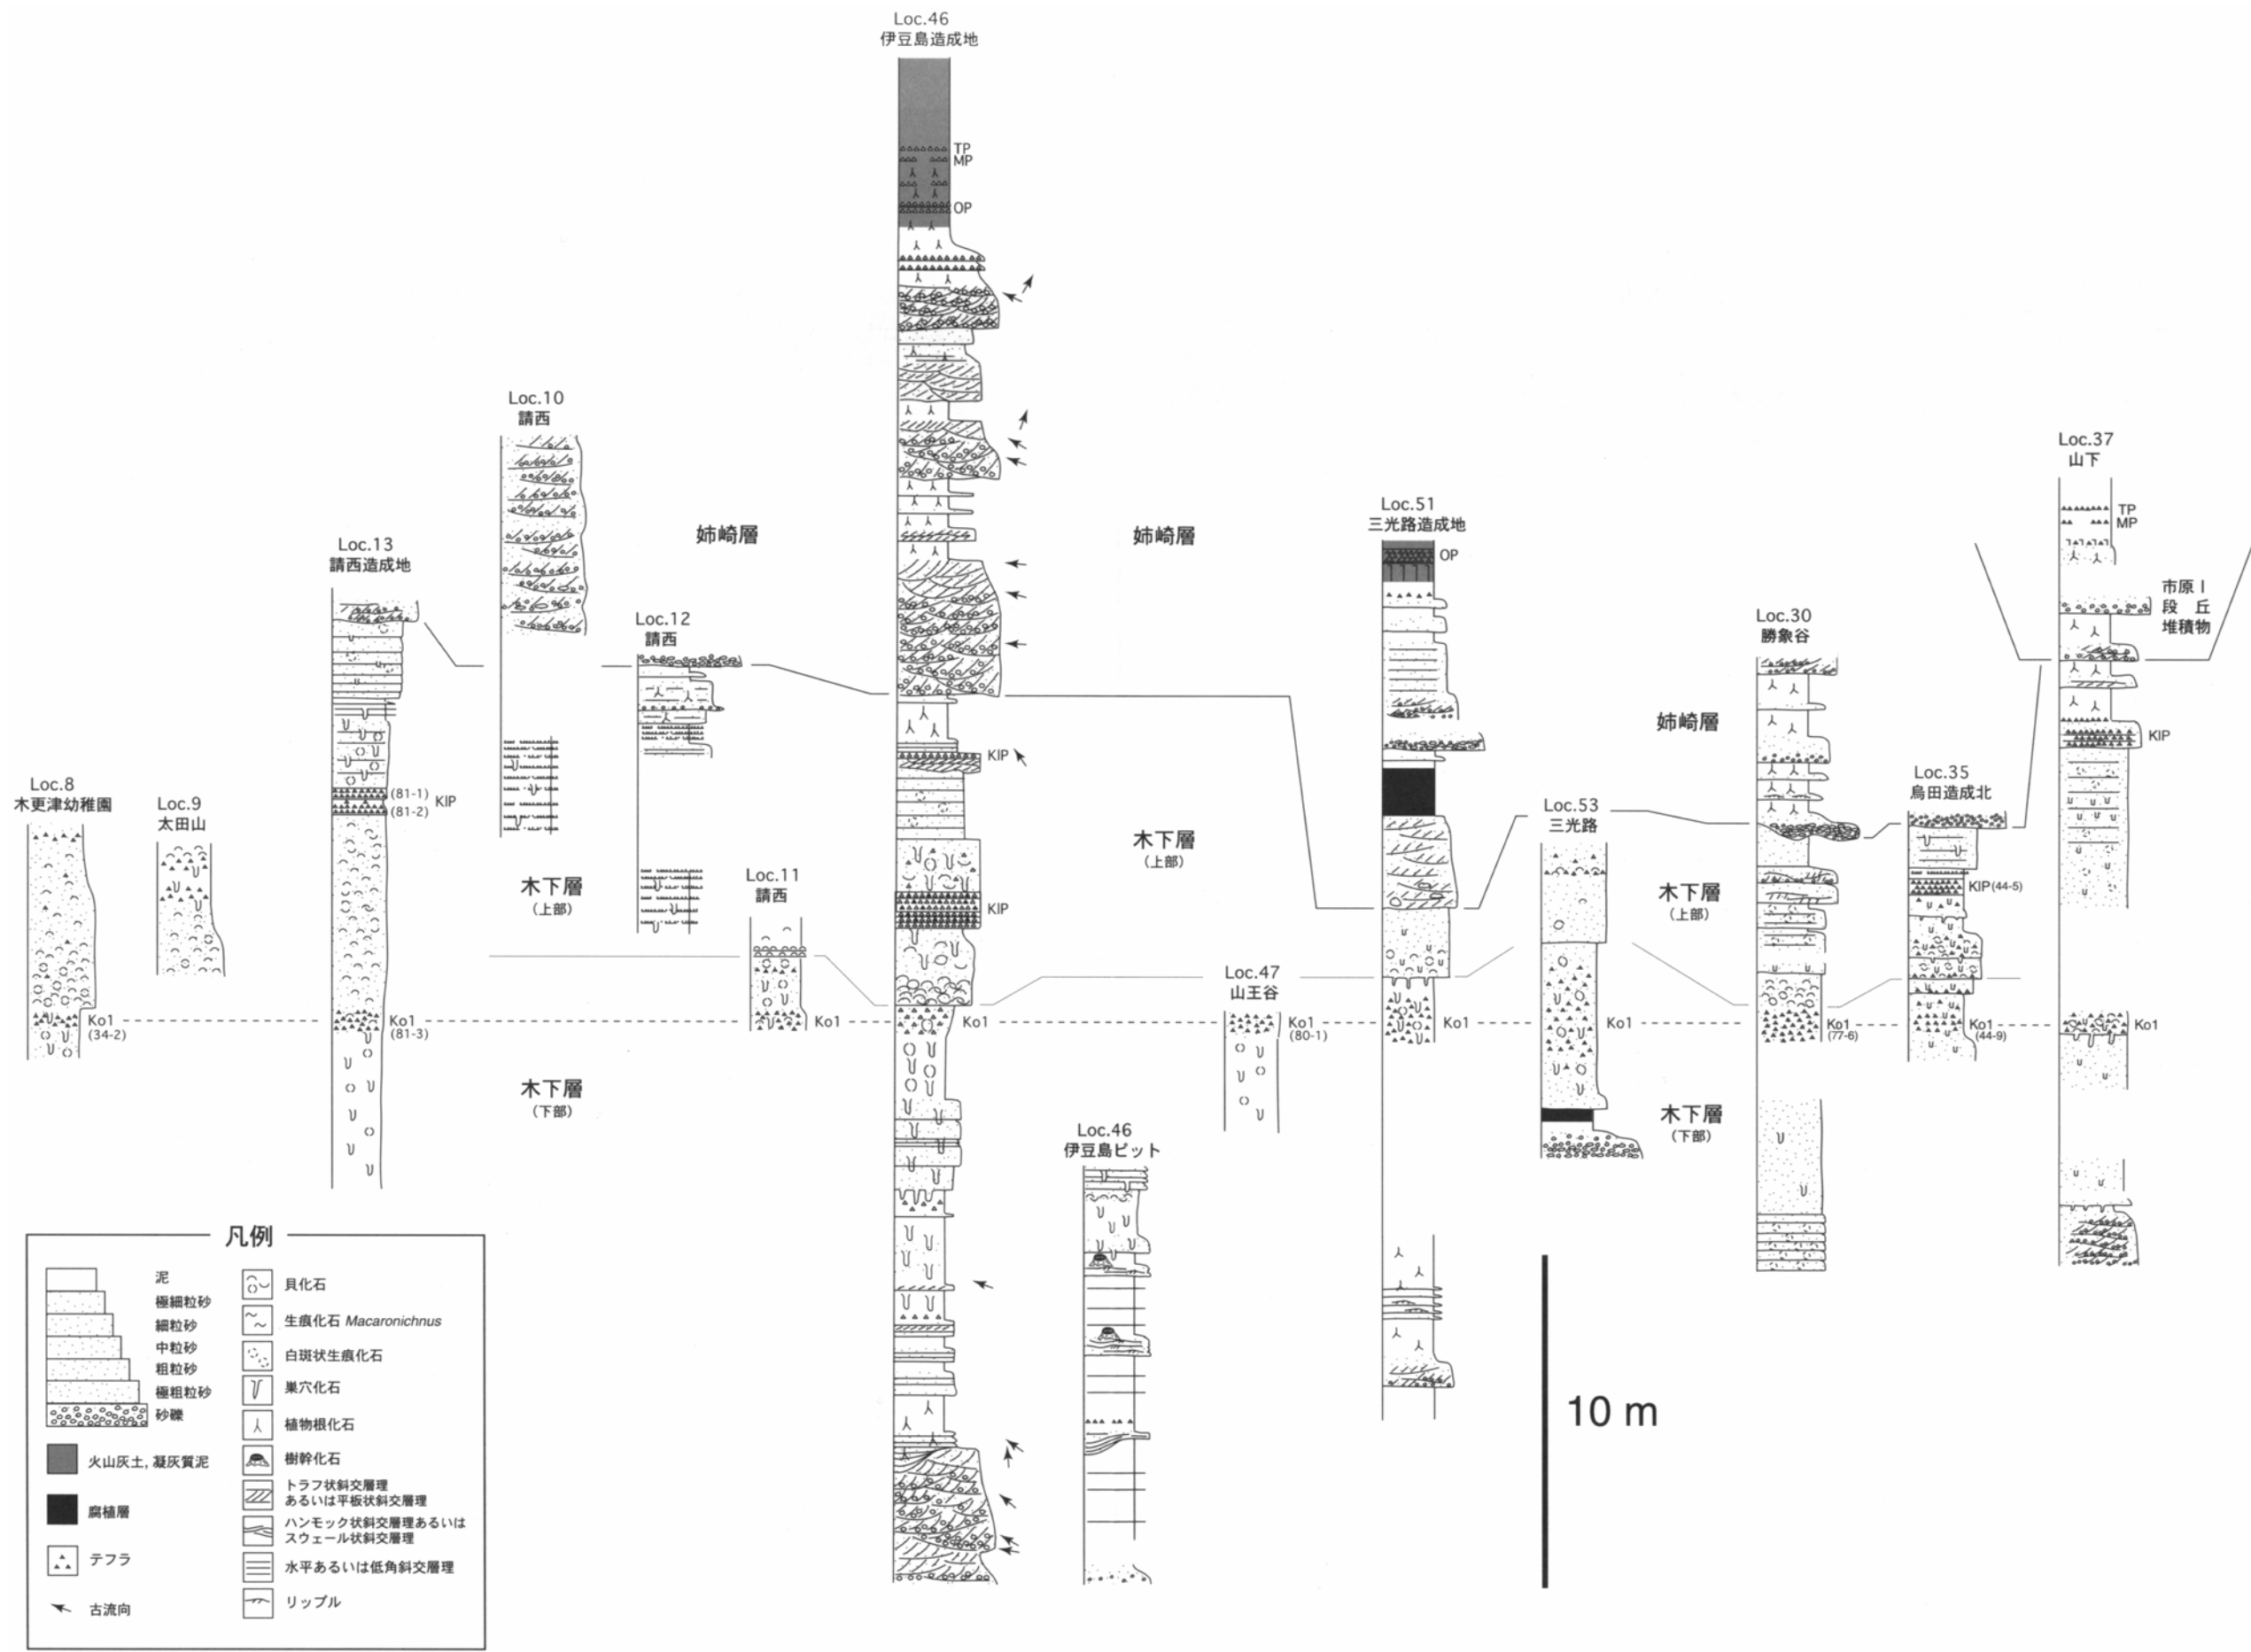 Loc.46
伊豆島造成地
TP
MP
OP
Loc.10
請西
Loc.13
請西造成地
姉崎層
Loc.12
請西
Loc.8
木更津幼稚園
Loc.9
太田山
(81-1)
(81-2)
KIP
木下層
(上部)
Loc.11
請西
KIP
KIP
姉崎層
木下層
(上部)
Loc.51
三光路造成地
OP
Loc.53
三光路
Loc.47
山王谷
Loc.30
勝象谷
姉崎層
木下層
(上部)
Loc.35
烏田造成北
KIP(44-5)
Loc.37
山下
TP
MP
市原Ⅰ
段 丘
堆積物
KIP
Ko1
(34-2)
Ko1
(81-3)
Ko1
Ko1
Ko1
(80-1)
Ko1
Ko1
Ko1
(77-6)
Ko1
(44-9)
Ko1
木下層
(下部)
木下層
(下部)
Loc.46
伊豆島ピット
10 m
凡例
泥
極細粒砂
細粒砂
中粒砂
粗粒砂
極粗粒砂
砂礫
火山灰土, 凝灰質泥
腐植層
テフラ
古流向
貝化石
生痕化石 Macaronichnus
白斑状生痕化石
巣穴化石
植物根化石
樹幹化石
トラフ状斜交層理
あるいは平板状斜交層理
ハンモック状斜交層理あるいは
スウェール状斜交層理
水平あるいは低角斜交層理
リップル